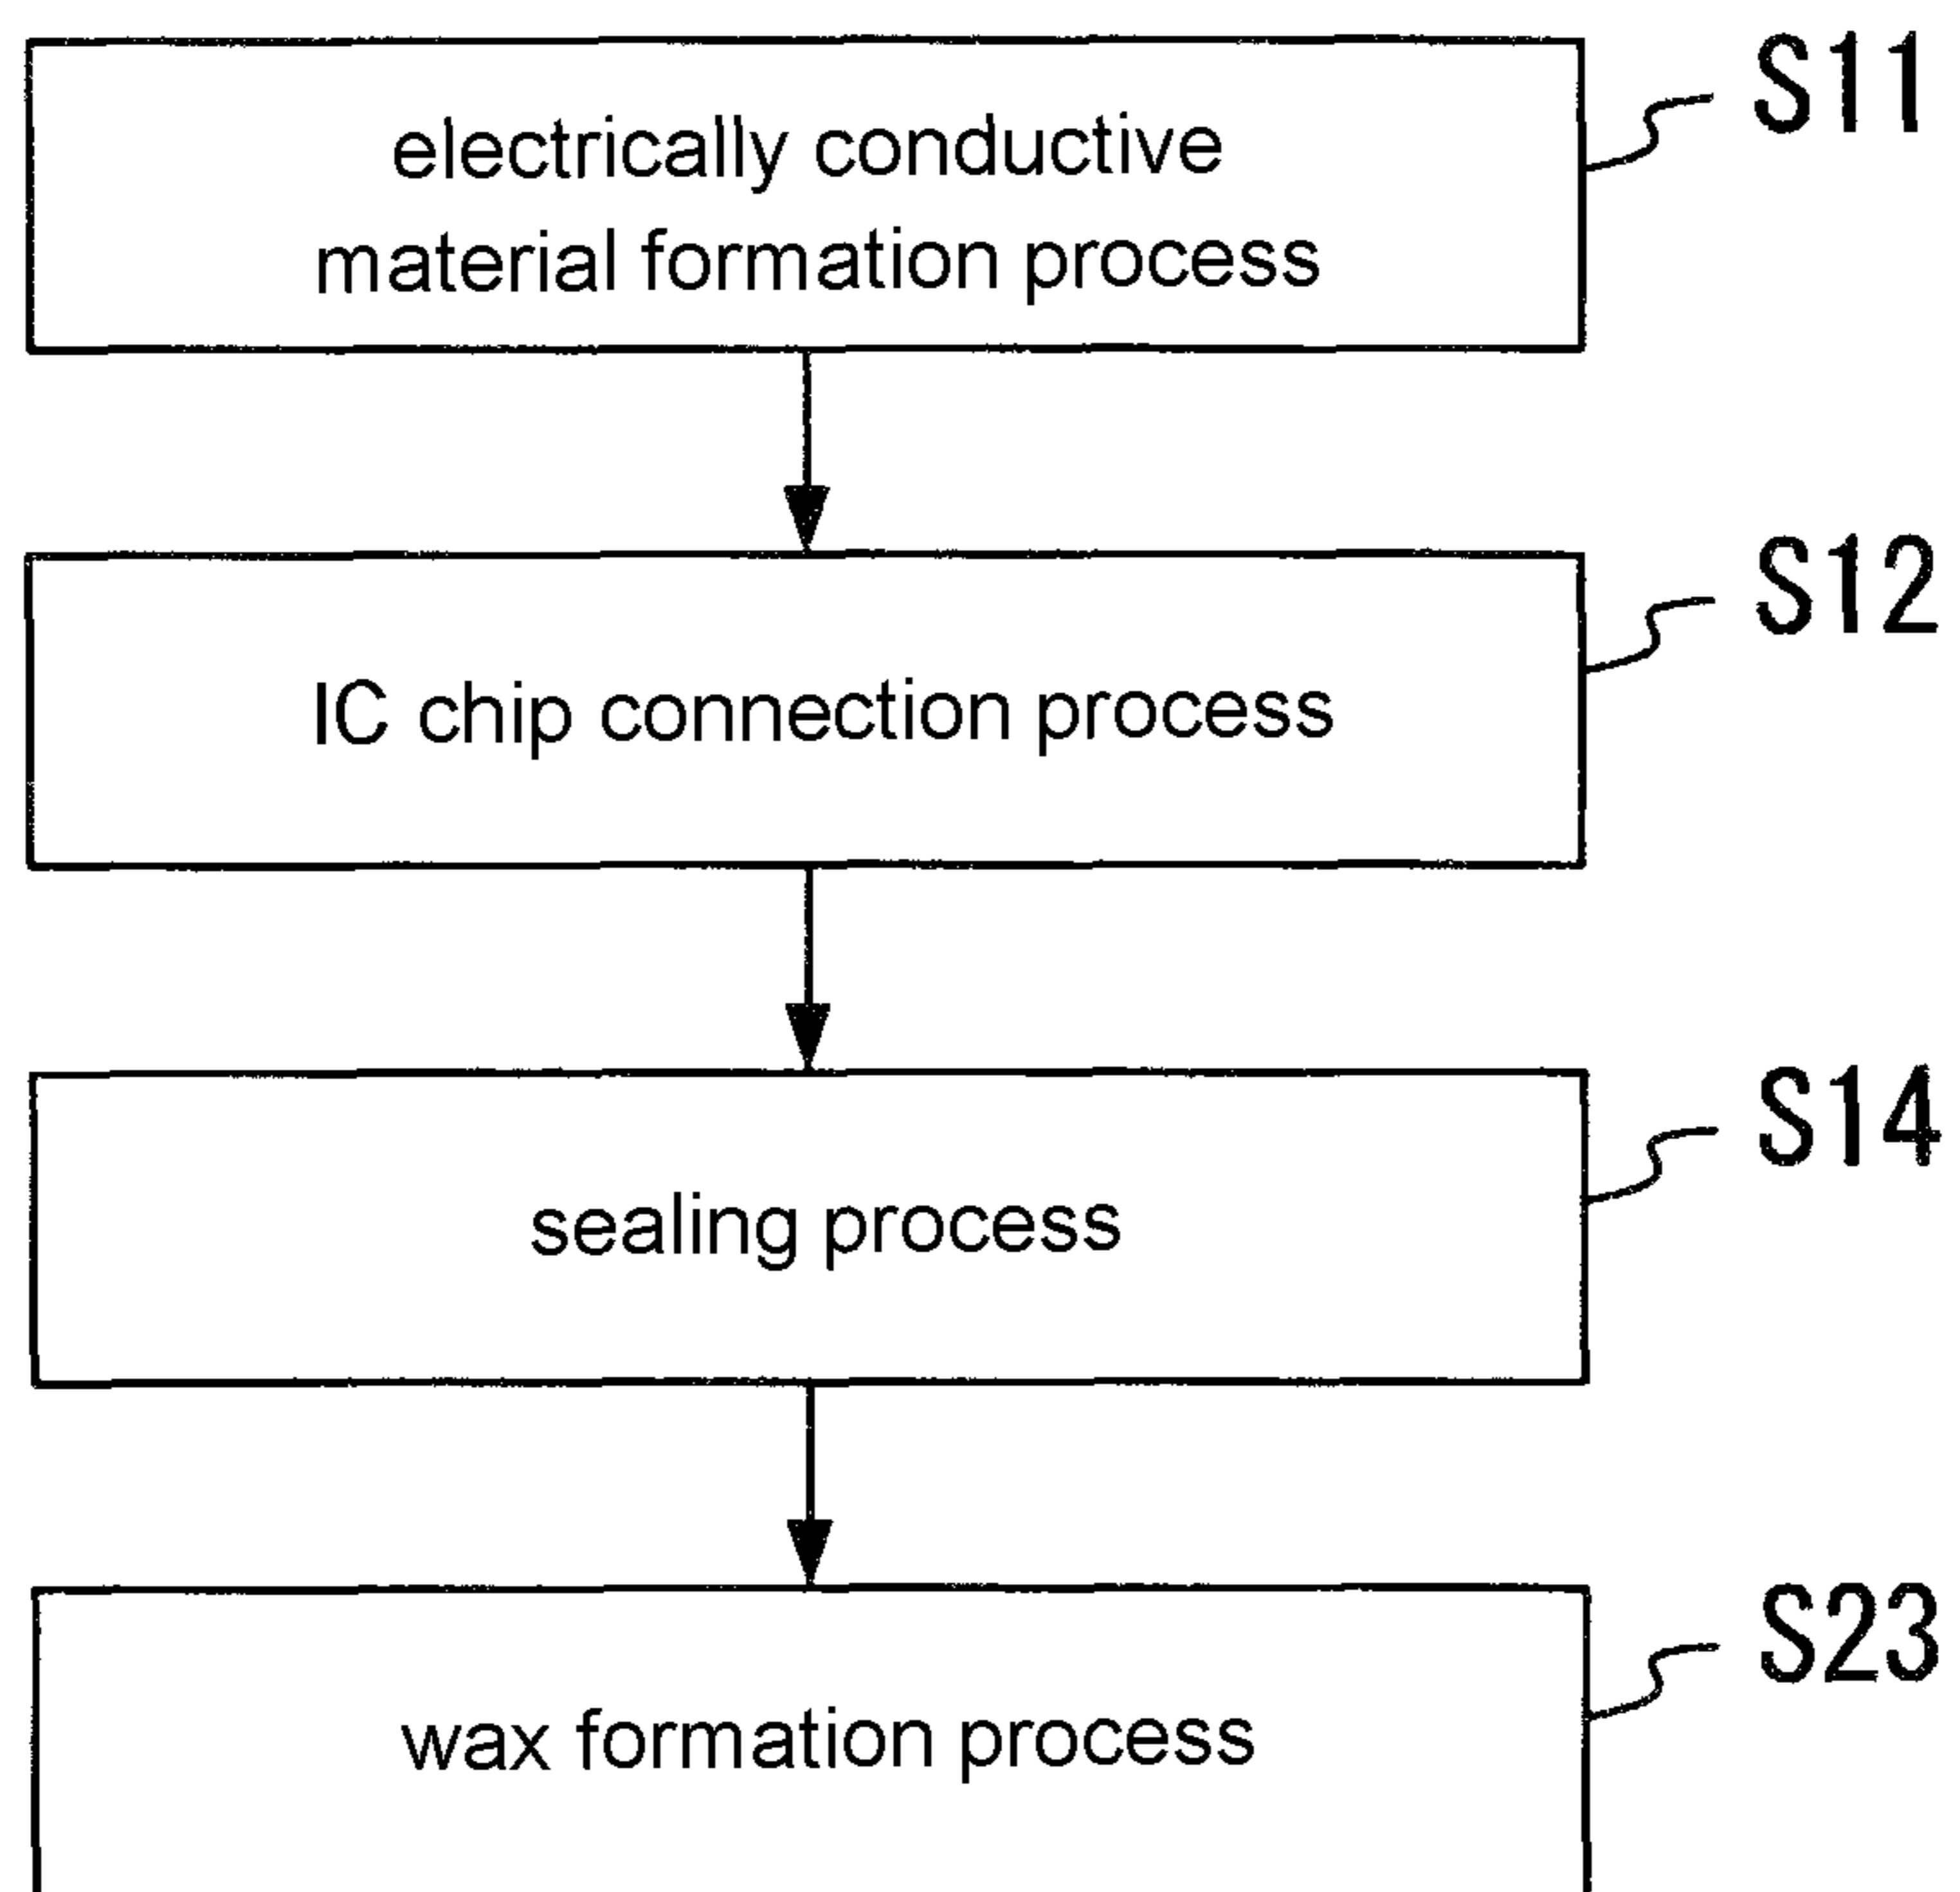 electrically conductive
material formation process
S11
IC chip connection process
S12
sealing process
S14
wax formation process
S23